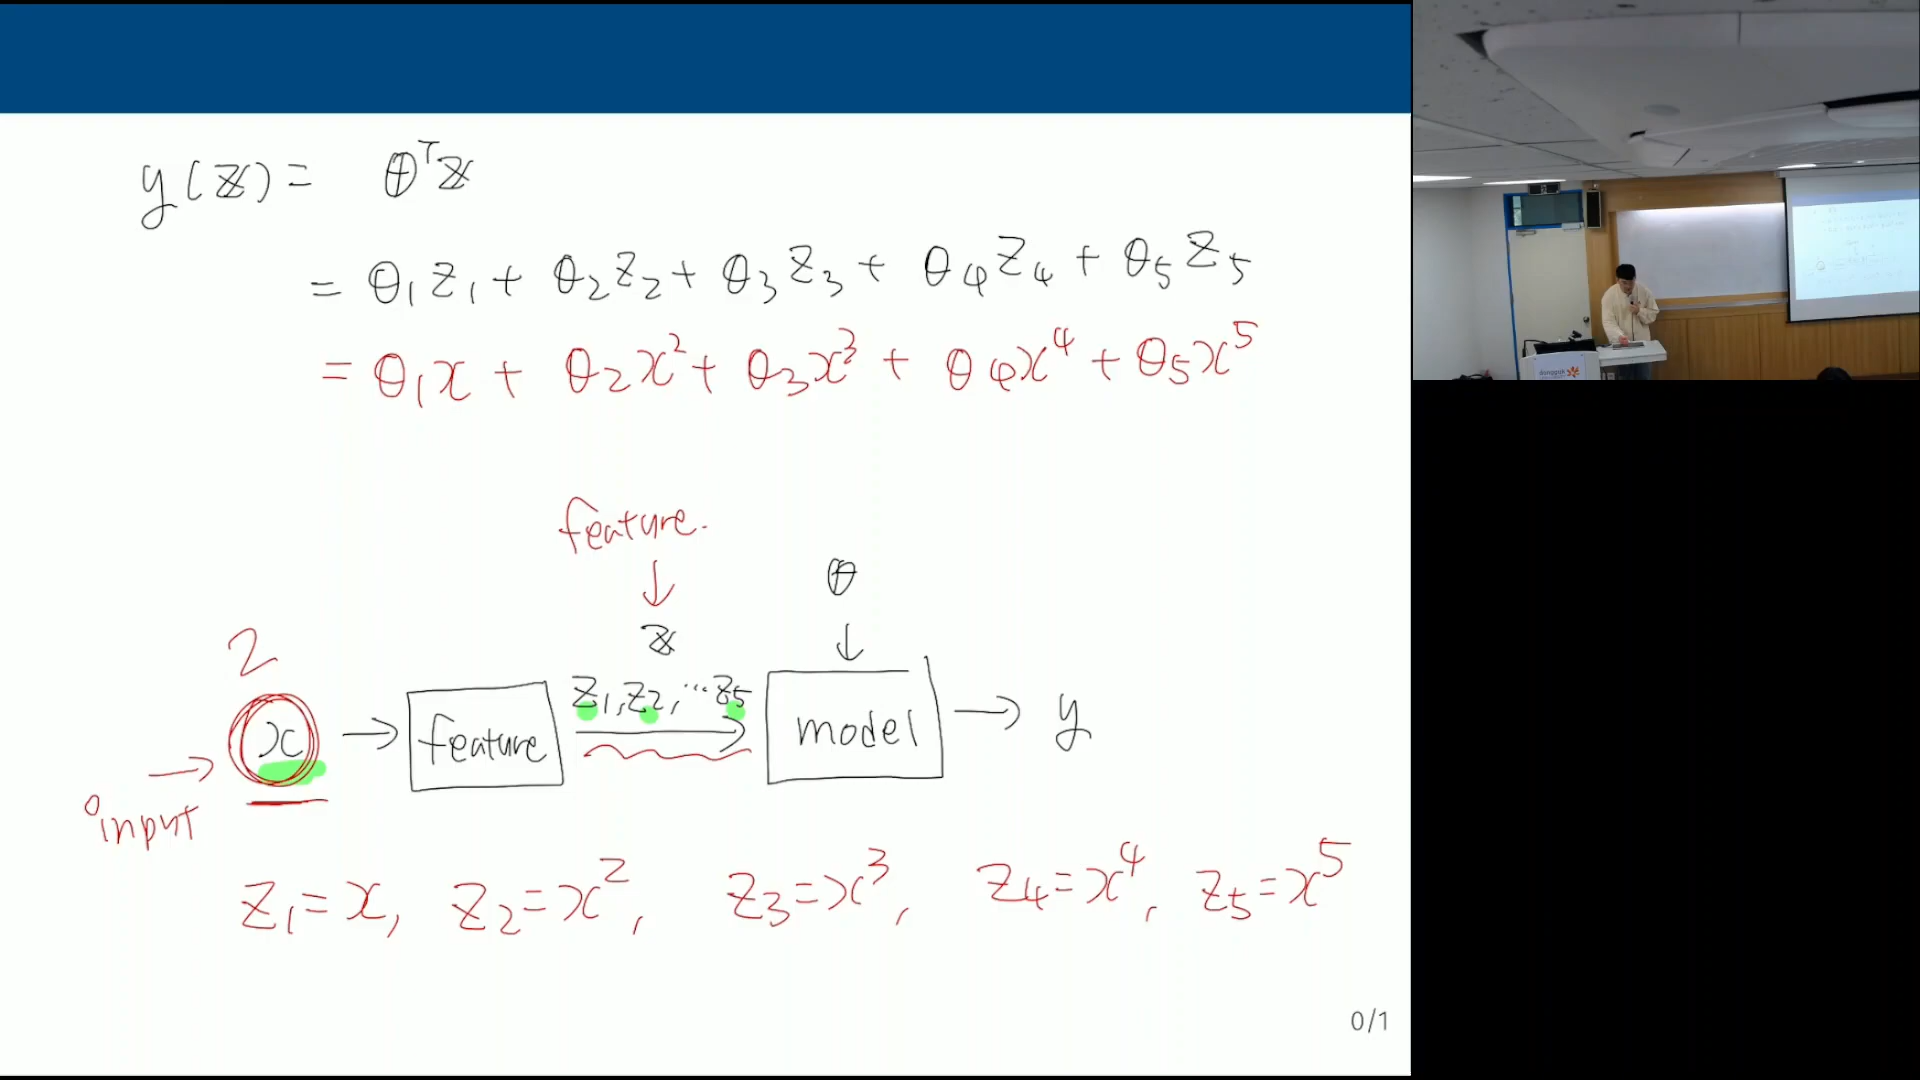 y(z) = θᵀz
= θ₁z₁ + θ₂z₂ + θ₃z₃ + θ₄z₄ + θ₅z₅
= θ₁x + θ₂x² + θ₃x³ + θ₄x⁴ + θ₅x⁵
feature.
↓
θ
↓
z
2
z₁, z₂, ... z₅
x → feature → model → y
→
input
z₁ = x, z₂ = x², z₃ = x³, z₄ = x⁴, z₅ = x⁵
0/1
dongguk